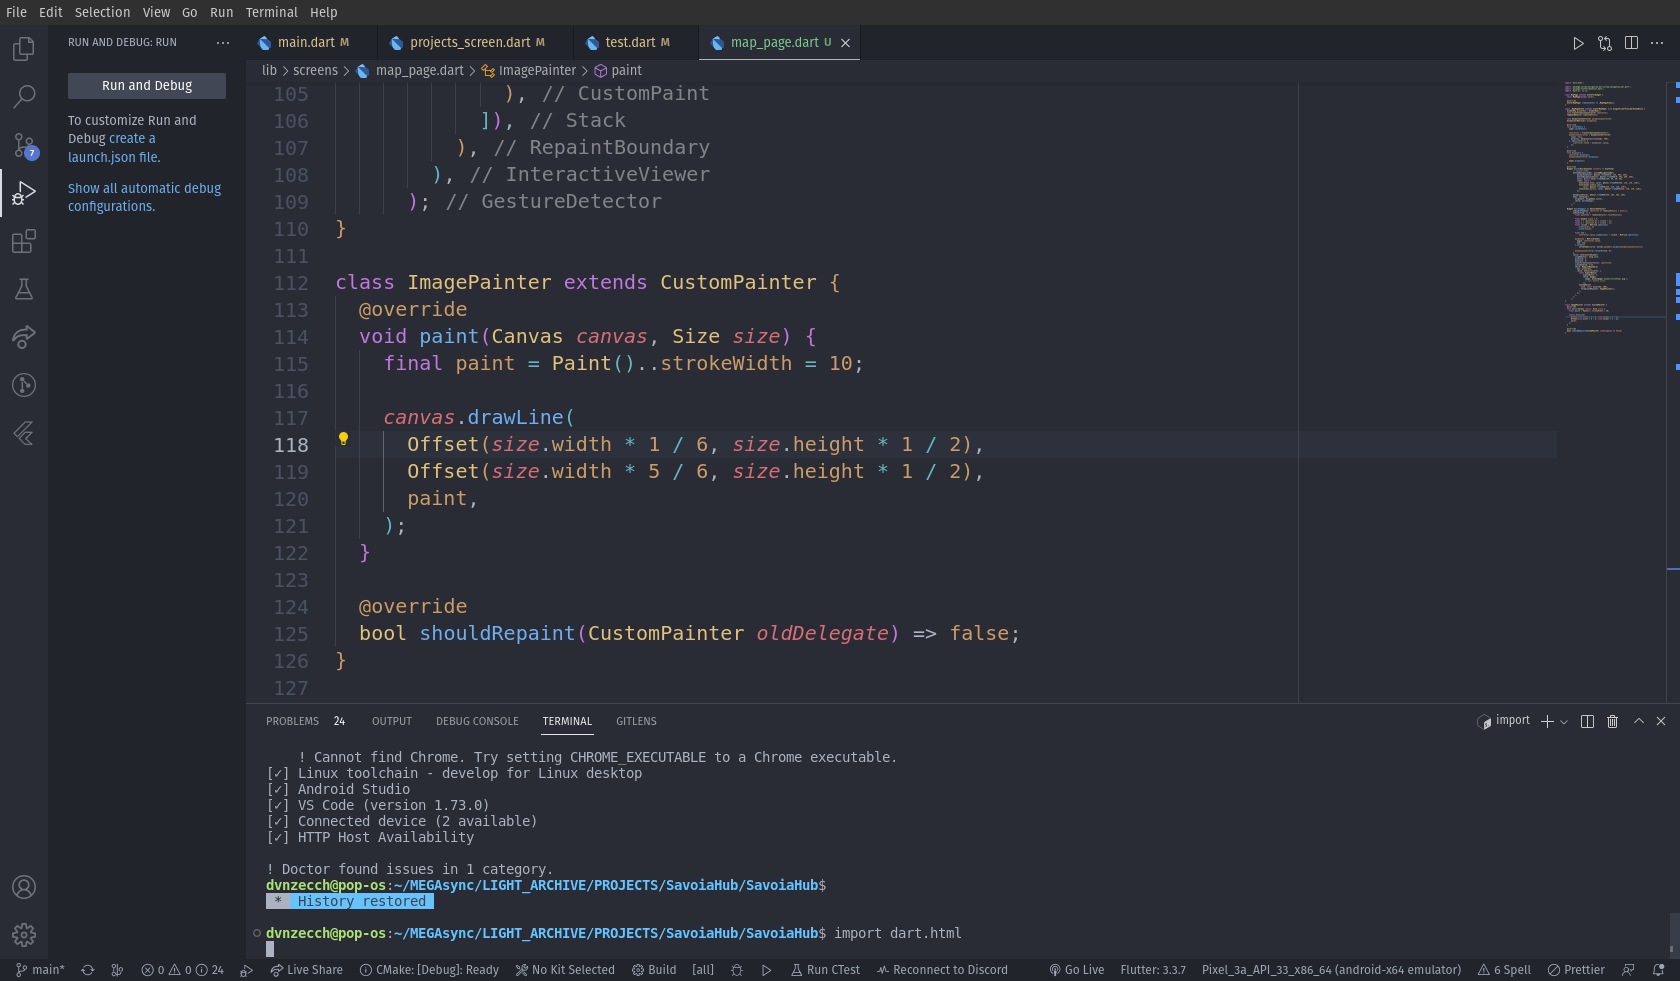 File Edit Selection View Go Run Terminal Help
RUN AND DEBUG: RUN ···
main.dart M projects_screen.dart M test.dart M map_page.dart U
lib > screens > map_page.dart > ImagePainter > paint
Run and Debug
To customize Run and
Debug create a
launch.json file.
Show all automatic debug
configurations.
7
105 ), // CustomPaint
106 ]), // Stack
107 ), // RepaintBoundary
108 ), // InteractiveViewer
109 ); // GestureDetector
110 }
111
112 class ImagePainter extends CustomPainter {
113 @override
114 void paint(Canvas canvas, Size size) {
115 final paint = Paint()..strokeWidth = 10;
116
117 canvas.drawLine(
118 Offset(size.width * 1 / 6, size.height * 1 / 2),
119 Offset(size.width * 5 / 6, size.height * 1 / 2),
120 paint,
121 );
122 }
123
124 @override
125 bool shouldRepaint(CustomPainter oldDelegate) => false;
126 }
127
PROBLEMS 24 OUTPUT DEBUG CONSOLE TERMINAL GITLENS import
! Cannot find Chrome. Try setting CHROME_EXECUTABLE to a Chrome executable.
[✓] Linux toolchain - develop for Linux desktop
[✓] Android Studio
[✓] VS Code (version 1.73.0)
[✓] Connected device (2 available)
[✓] HTTP Host Availability
! Doctor found issues in 1 category.
dvnzecch@pop-os:~/MEGAsync/LIGHT_ARCHIVE/PROJECTS/SavoiaHub/SavoiaHub$
* History restored
dvnzecch@pop-os:~/MEGAsync/LIGHT_ARCHIVE/PROJECTS/SavoiaHub/SavoiaHub$ import dart.html
main* 0 0 24 Live Share CMake: [Debug]: Ready No Kit Selected Build [all] Run CTest Reconnect to Discord Go Live Flutter: 3.3.7 Pixel_3a_API_33_x86_64 (android-x64 emulator) 6 Spell Prettier